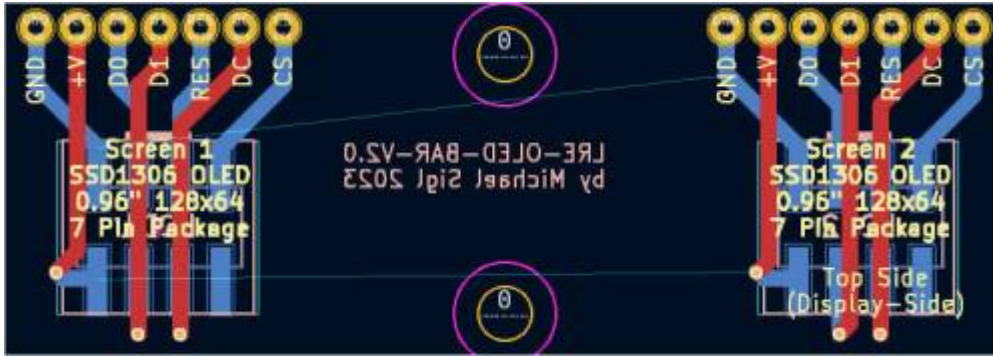 GND +V D0 D1 RES DC CS
GND +V D0 D1 RES DC CS
0
Screen 1
SSD1306 OLED
0.96" 128x64
7 Pin Package
LRE-OLED-BAR-V2.0
by Michael Sigl 2023
Screen 2
SSD1306 OLED
0.96" 128x64
7 Pin Package
Top Side
(Display-Side)
0